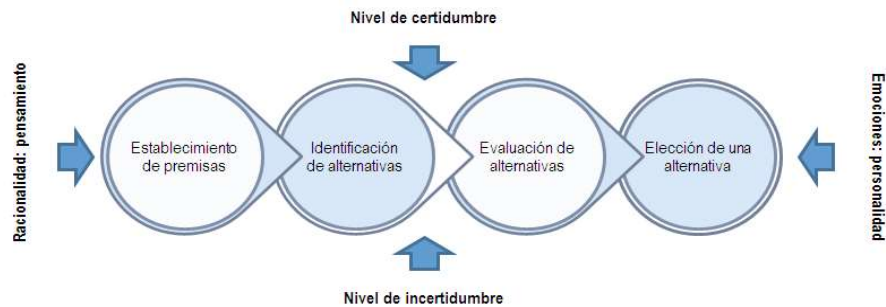 Nivel de certidumbre
Racionalidad: pensamiento
Establecimiento
de premisas
Identificación
de alternativas
Evaluación de
alternativas
Elección de una
alternativa
Emociones: personalidad
Nivel de incertidumbre